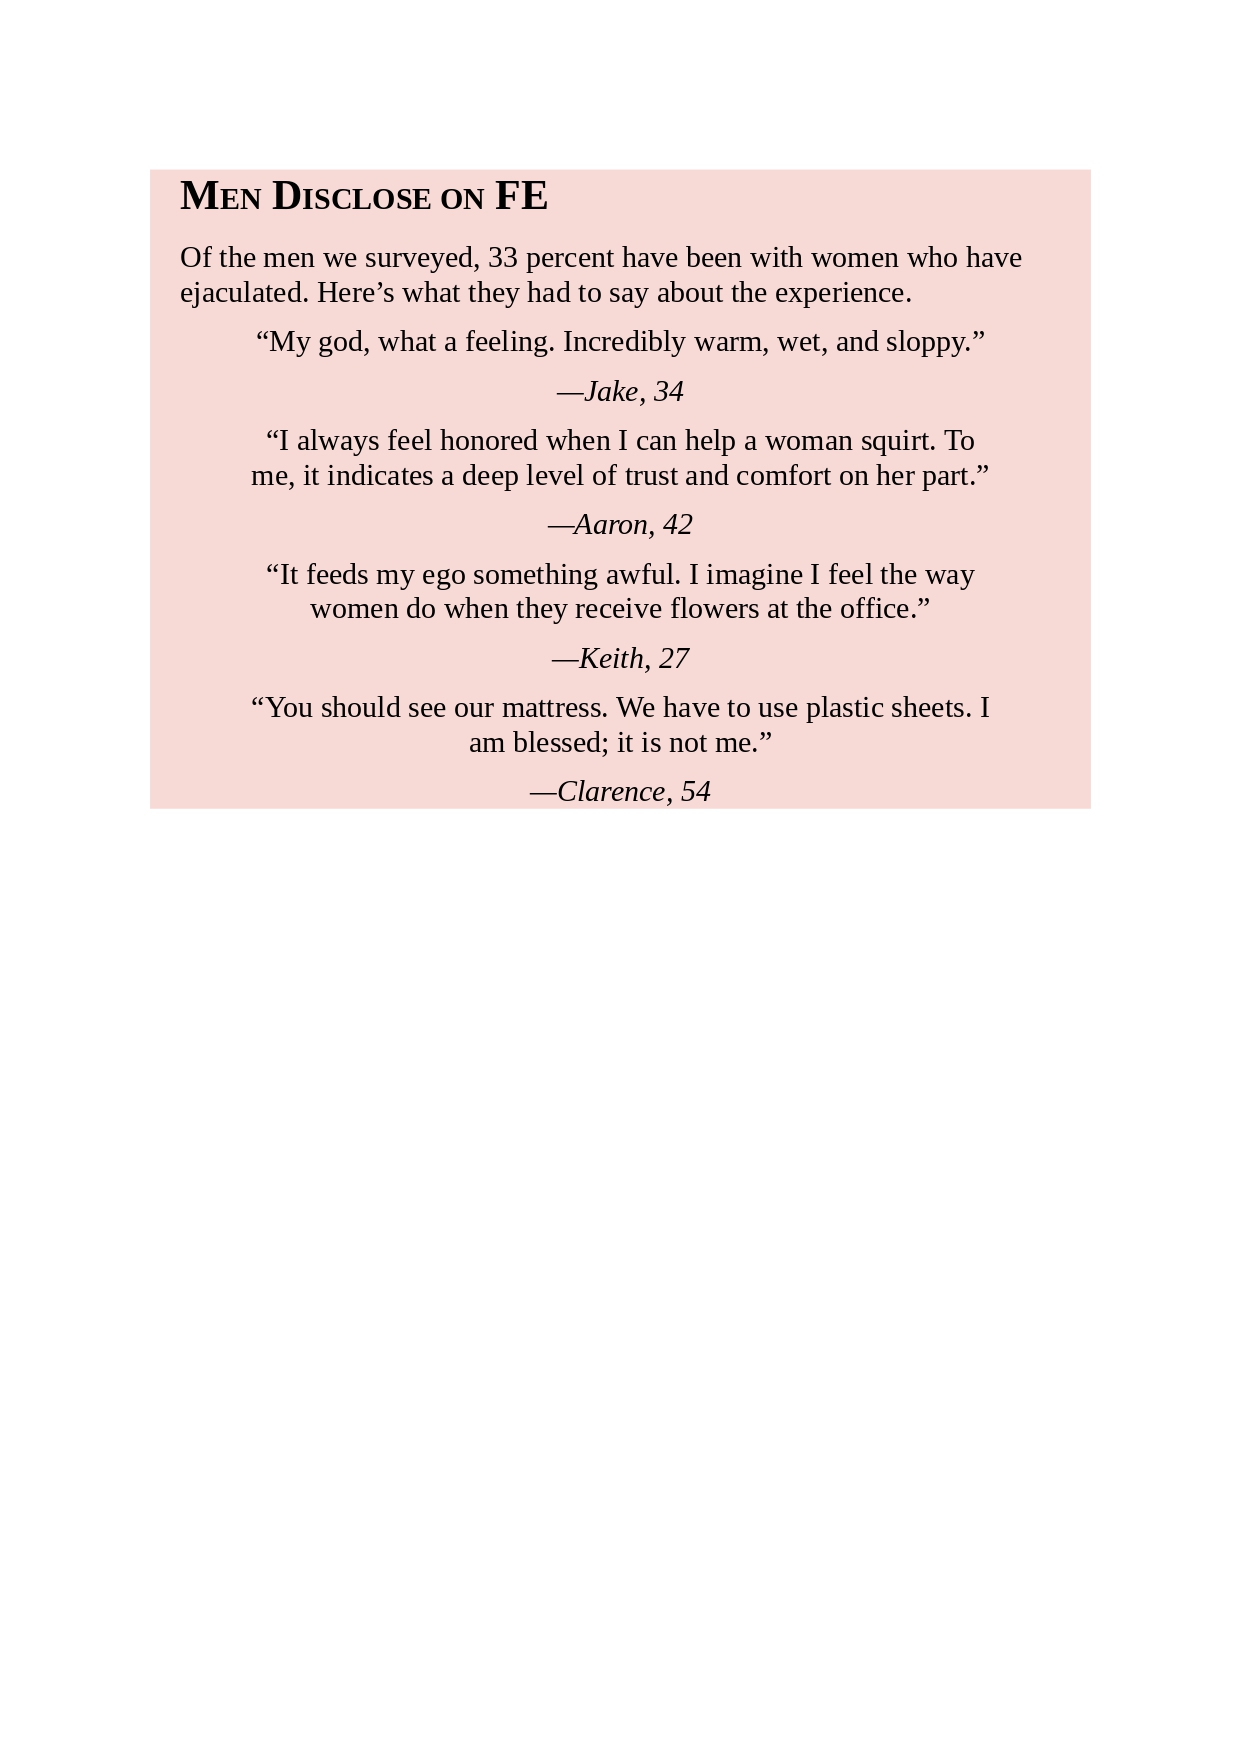 MEN DISCLOSE ON FE
Of the men we surveyed, 33 percent have been with women who have
ejaculated. Here’s what they had to say about the experience.
“My god, what a feeling. Incredibly warm, wet, and sloppy.”
—Jake, 34
“I always feel honored when I can help a woman squirt. To
me, it indicates a deep level of trust and comfort on her part.”
—Aaron, 42
“It feeds my ego something awful. I imagine I feel the way
women do when they receive flowers at the office.”
—Keith, 27
“You should see our mattress. We have to use plastic sheets. I
am blessed; it is not me.”
—Clarence, 54